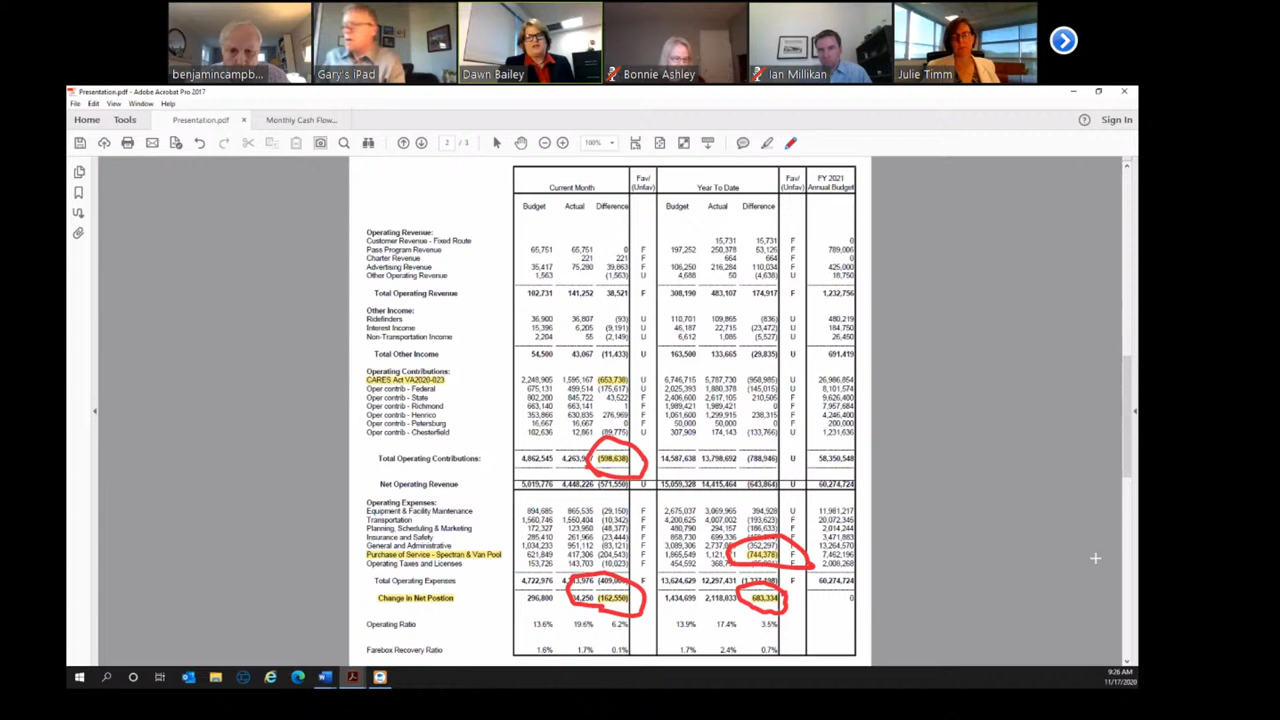 benjamincampb... Gary's iPad Dawn Bailey Bonnie Ashley Ian Millikan Julie Timm
Presentation.pdf - Adobe Acrobat Pro 2017
File Edit View Window Help
Home Tools Presentation.pdf × Monthly Cash Flow... Sign In
2 / 3 100%
Current Month Fav/ (Unfav) Year To Date Fav/ (Unfav) FY 2021 Annual Budget
Budget Actual Difference Budget Actual Difference
Operating Revenue:
Customer Revenue - Fixed Route 15,731 15,731 F 0
Pass Program Revenue 65,751 65,751 0 F 197,252 250,378 53,126 F 789,006
Charter Revenue 221 221 F 664 664 F 0
Advertising Revenue 35,417 75,280 39,863 F 106,250 216,284 110,034 F 425,000
Other Operating Revenue 1,563 (1,563) U 4,688 50 (4,638) U 18,750
Total Operating Revenue 102,731 141,252 38,521 F 308,190 483,107 174,917 F 1,232,756
Other Income:
Ridefinders 36,900 36,807 (93) U 110,701 109,865 (836) U 480,219
Interest Income 15,396 6,205 (9,191) U 46,187 22,715 (23,472) U 184,750
Non-Transportation Income 2,204 55 (2,149) U 6,612 1,085 (5,527) U 26,450
Total Other Income 54,500 43,067 (11,433) U 163,500 133,665 (29,835) U 691,419
Operating Contributions:
CARES Act VA2020-023 2,248,905 1,595,167 (653,738) U 6,746,715 5,787,730 (958,985) U 26,986,854
Oper contrib - Federal 675,131 499,514 (175,617) U 2,025,393 1,880,378 (145,015) U 8,101,574
Oper contrib - State 802,200 845,722 43,522 F 2,406,600 2,617,105 210,505 F 9,626,400
Oper contrib - Richmond 663,140 663,141 1 F 1,989,421 1,989,421 0 F 7,957,684
Oper contrib - Henrico 353,866 630,835 276,969 F 1,061,600 1,299,915 238,315 F 4,246,400
Oper contrib - Petersburg 16,667 16,667 0 F 50,000 50,000 0 F 200,000
Oper contrib - Chesterfield 102,636 12,861 (89,775) U 307,909 174,143 (133,766) U 1,231,636
Total Operating Contributions: 4,862,545 (598,638) U 14,587,638 13,798,692 (788,946) U 58,350,548
Net Operating Revenue 5,019,776 4,448,226 (571,550) U 15,059,328 14,415,464 (643,864) U 60,274,724
Operating Expenses:
Equipment & Facility Maintenance 894,685 865,535 (29,150) F 2,675,037 3,069,965 394,928 U 11,981,217
Transportation 1,560,746 1,550,404 (10,342) F 4,200,625 4,007,002 (193,623) F 20,072,345
Planning, Scheduling & Marketing 172,327 123,950 (48,377) F 480,790 294,157 (186,633) F 2,014,244
Insurance and Safety 285,410 261,966 (23,444) F 858,730 F 3,471,883
General and Administrative 1,034,233 951,112 (83,121) F 3,089,306 (352,297) F 13,264,570
Purchase of Service - Spectran & Van Pool 621,849 417,306 (204,543) F 1,865,549 (744,378) F 7,462,196
Operating Taxes and Licenses 153,726 143,703 (10,023) F 454,592 F 2,008,268
Total Operating Expenses 4,722,976 F 13,624,629 12,297,431 F 60,274,724
Change in Net Postion 296,800 (162,550) 1,434,699 2,118,033 683,334 0
Operating Ratio 13.6% 19.6% 6.2% 13.9% 17.4% 3.5%
Farebox Recovery Ratio 1.6% 1.7% 0.1% 1.7% 2.4% 0.7%
9:26 AM
11/17/2020